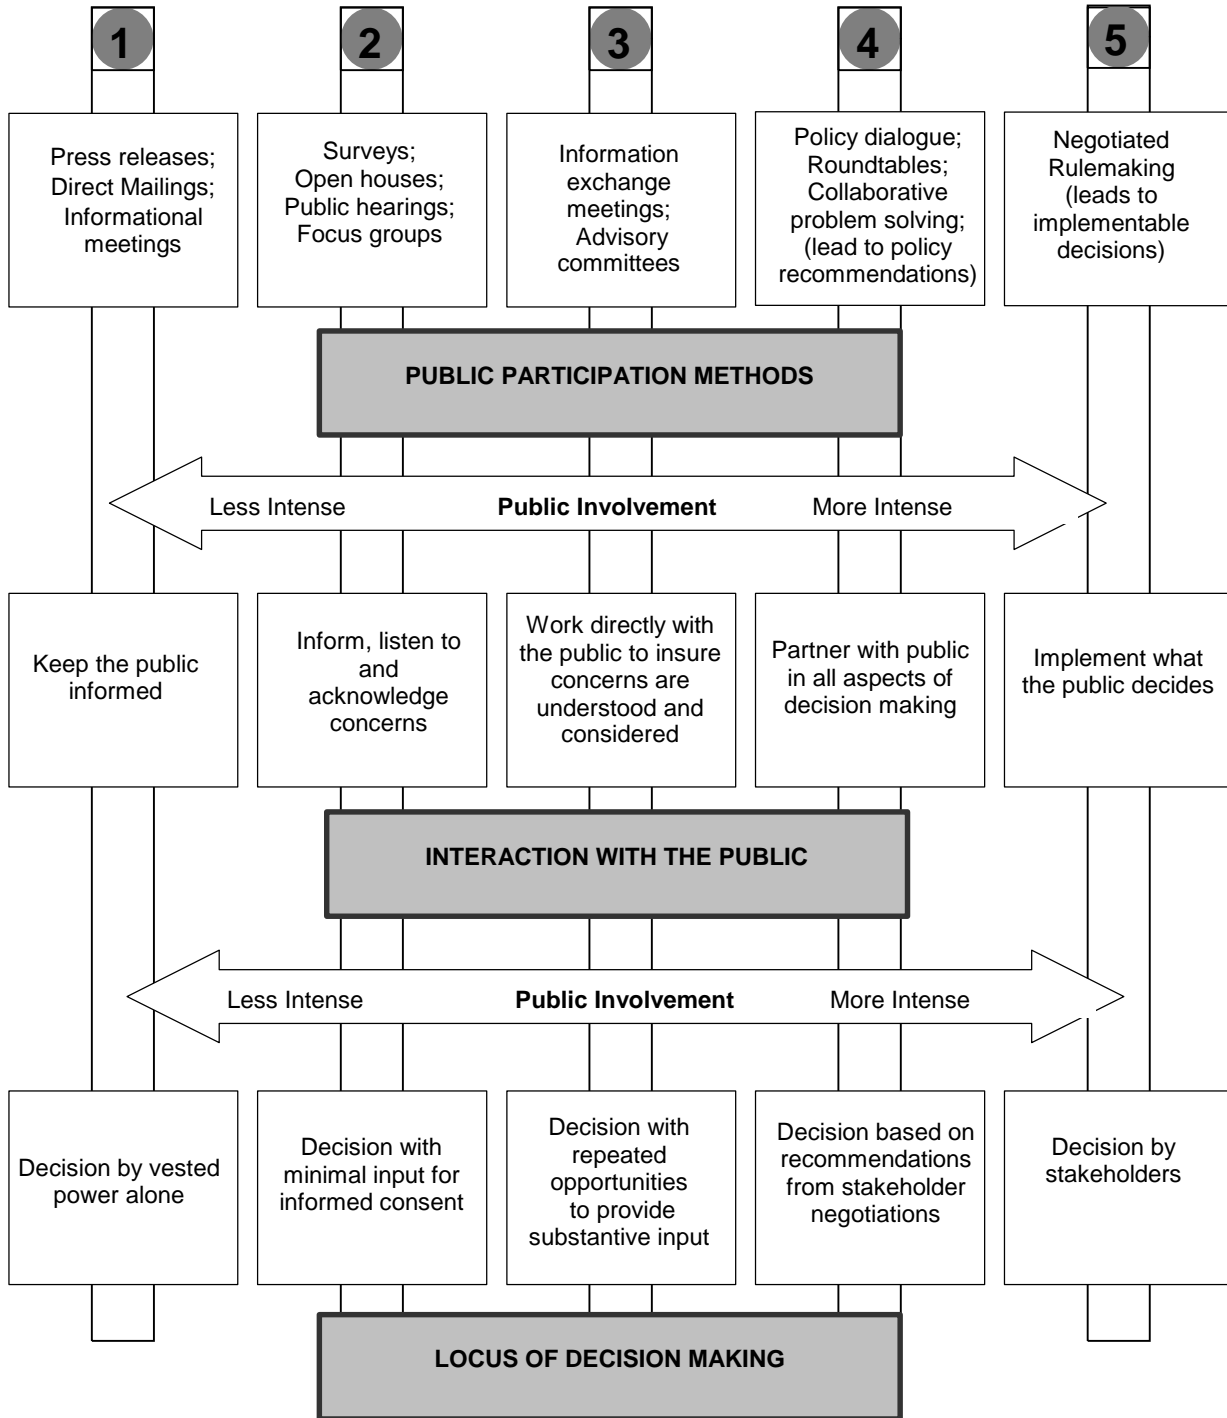 1
2
3
4
5
Press releases;
Direct Mailings;
Informational
meetings
Surveys;
Open houses;
Public hearings;
Focus groups
Information
exchange
meetings;
Advisory
committees
Policy dialogue;
Roundtables;
Collaborative
problem solving;
(lead to policy
recommendations)
Negotiated
Rulemaking
(leads to
implementable
decisions)
PUBLIC PARTICIPATION METHODS
Less Intense Public Involvement More Intense
Keep the public
informed
Inform, listen to
and
acknowledge
concerns
Work directly with
the public to insure
concerns are
understood and
considered
Partner with public
in all aspects of
decision making
Implement what
the public decides
INTERACTION WITH THE PUBLIC
Less Intense Public Involvement More Intense
Decision by vested
power alone
Decision with
minimal input for
informed consent
Decision with
repeated
opportunities
to provide
substantive input
Decision based on
recommendations
from stakeholder
negotiations
Decision by
stakeholders
LOCUS OF DECISION MAKING